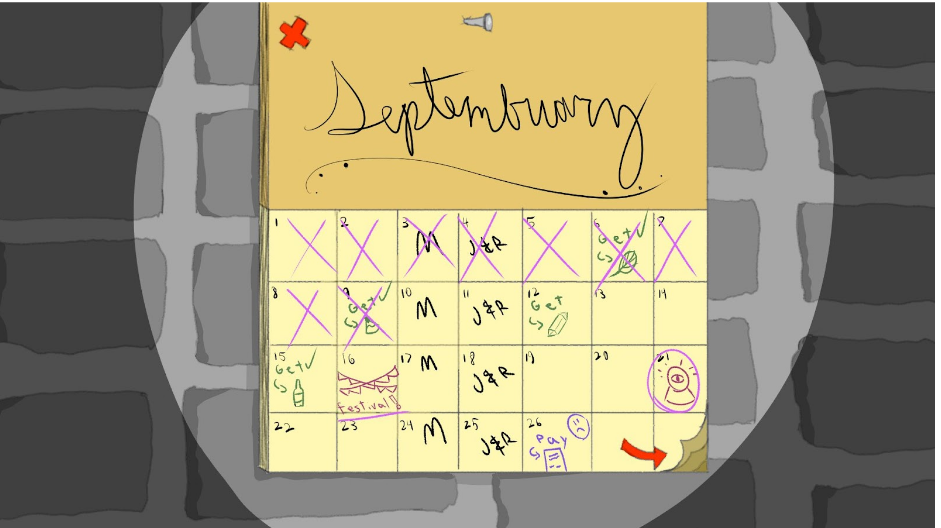 Septembuary
1 2 3 4 5 6 7
M J&R Get
8 9 10 11 12 13 14
Get M J&R Get
15 16 17 18 19 20 21
Get Festival! M J&R
22 23 24 25 26
M J&R Pay